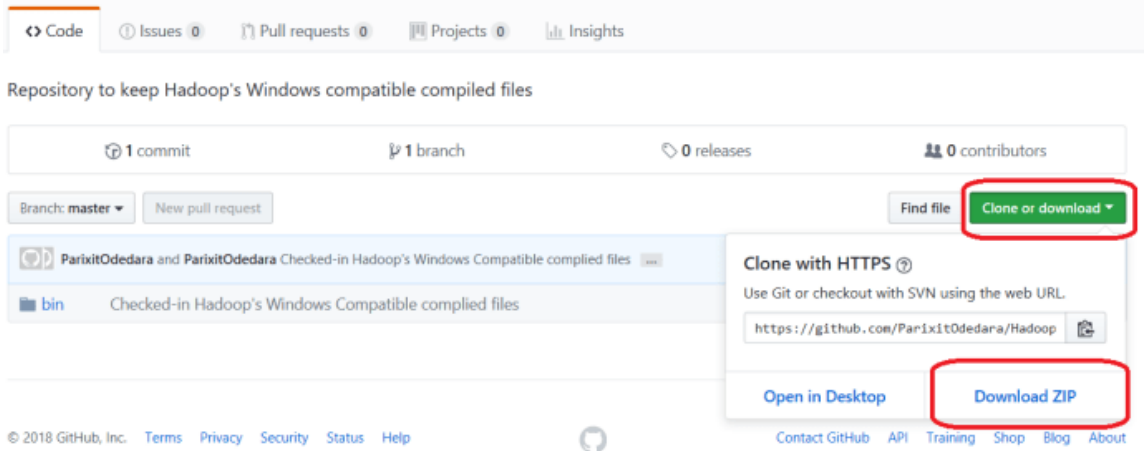 Code Issues 0 Pull requests 0 Projects 0 Insights
Repository to keep Hadoop's Windows compatible compiled files
1 commit 1 branch 0 releases 0 contributors
Branch: master New pull request Find file Clone or download
ParixitOdedara and ParixitOdedara Checked-in Hadoop's Windows Compatible complied files ...
bin Checked-in Hadoop's Windows Compatible complied files
Clone with HTTPS ?
Use Git or checkout with SVN using the web URL.
https://github.com/ParixitOdedara/Hadoop
Open in Desktop Download ZIP
© 2018 GitHub, Inc. Terms Privacy Security Status Help Contact GitHub API Training Shop Blog About